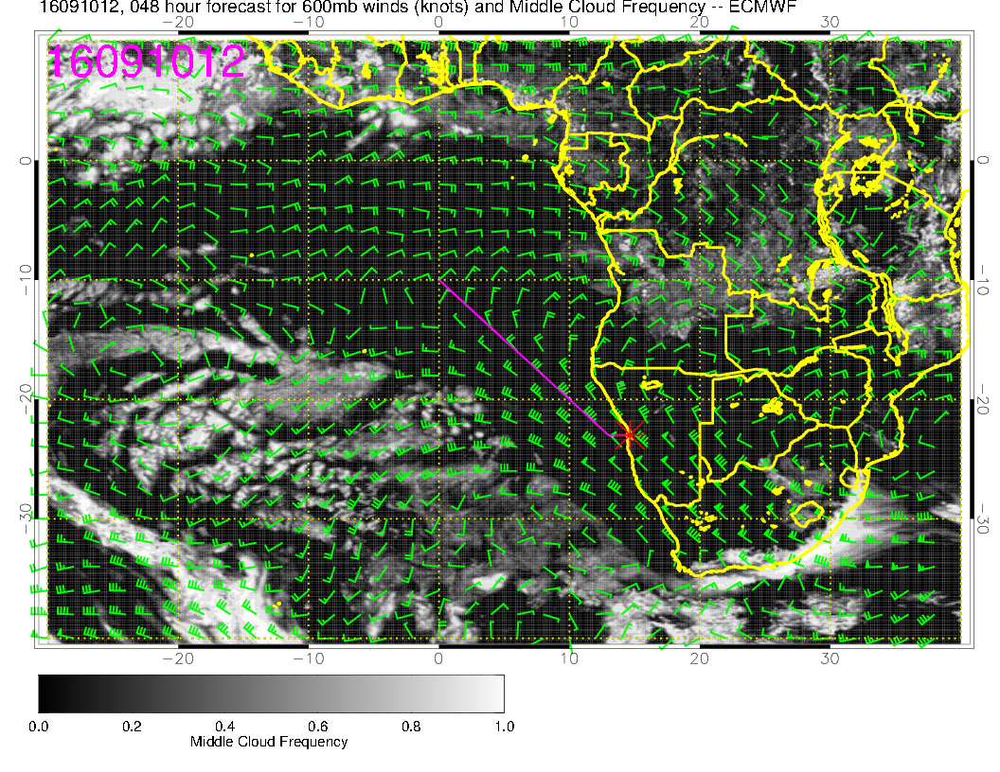 16091012, 048 hour forecast for 600mb winds (knots) and Middle Cloud Frequency -- ECMWF
-20 -10 0 10 20 30
16091012
0 0
-10 -10
-20 -20
-30 -30
-20 -10 0 10 20 30
0.0 0.2 0.4 0.6 0.8 1.0
Middle Cloud Frequency